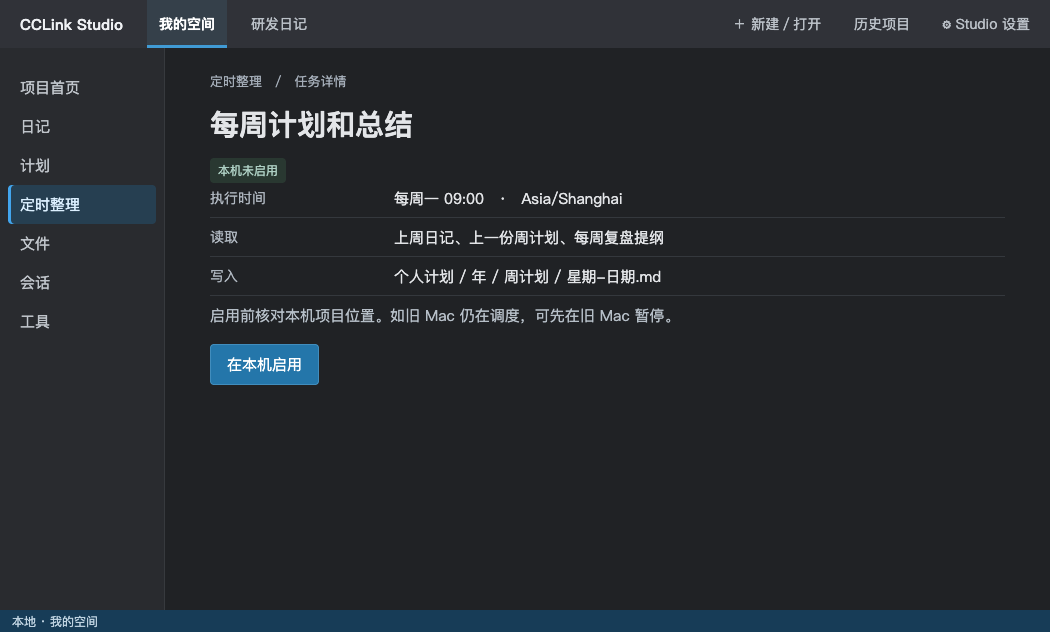 CCLink Studio 我的空间 研发日记 + 新建 / 打开 历史项目 ⚙ Studio 设置
项目首页
日记
计划
定时整理
文件
会话
工具
定时整理 / 任务详情
每周计划和总结
本机未启用
执行时间 每周一 09:00 · Asia/Shanghai
读取 上周日记、上一份周计划、每周复盘提纲
写入 个人计划 / 年 / 周计划 / 星期-日期.md
启用前核对本机项目位置。如旧 Mac 仍在调度，可先在旧 Mac 暂停。
在本机启用
本地 · 我的空间